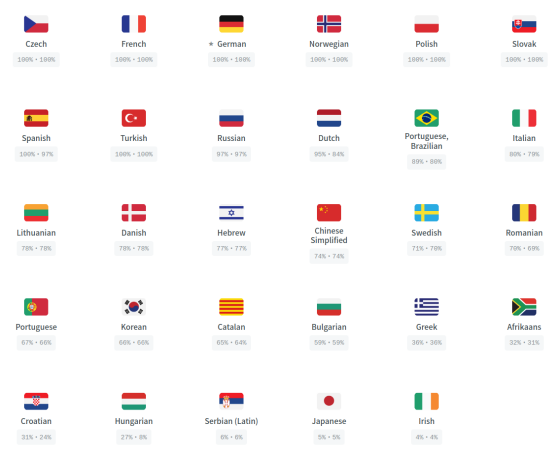 Czech
100% • 100%
French
100% • 100%
* German
100% • 100%
Norwegian
100% • 100%
Polish
100% • 100%
Slovak
100% • 100%
Spanish
100% • 97%
Turkish
100% • 100%
Russian
97% • 97%
Dutch
95% • 84%
Portuguese,
Brazilian
89% • 80%
Italian
80% • 79%
Lithuanian
78% • 78%
Danish
78% • 78%
Hebrew
77% • 77%
Chinese
Simplified
74% • 74%
Swedish
71% • 70%
Romanian
70% • 69%
Portuguese
67% • 66%
Korean
66% • 66%
Catalan
65% • 64%
Bulgarian
59% • 59%
Greek
36% • 36%
Afrikaans
32% • 31%
Croatian
31% • 24%
Hungarian
27% • 8%
Serbian (Latin)
6% • 6%
Japanese
5% • 5%
Irish
4% • 4%